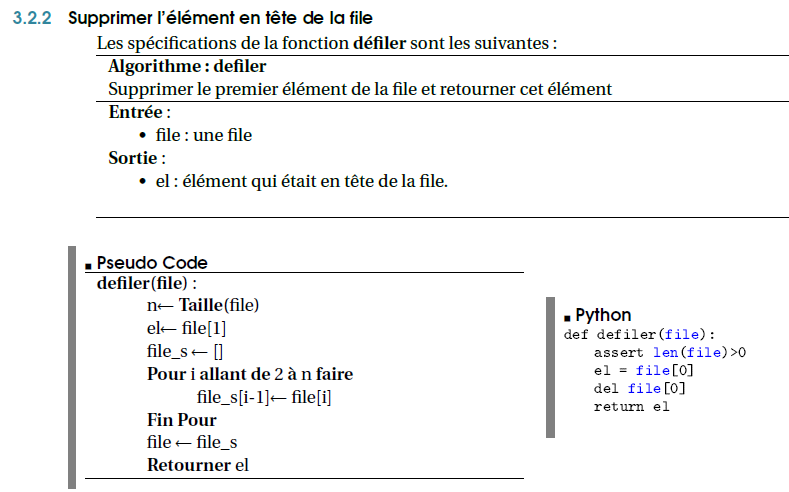 3.2.2 Supprimer l'élément en tête de la file
Les spécifications de la fonction défiler sont les suivantes :
Algorithme : defiler
Supprimer le premier élément de la file et retourner cet élément
Entrée :
• file : une file
Sortie :
• el : élément qui était en tête de la file.
■ Pseudo Code
defiler(file) :
n← Taille(file)
el← file[1]
file_s ← []
Pour i allant de 2 à n faire
file_s[i-1]← file[i]
Fin Pour
file ← file_s
Retourner el
■ Python
def defiler(file):
assert len(file)>0
el = file[0]
del file[0]
return el